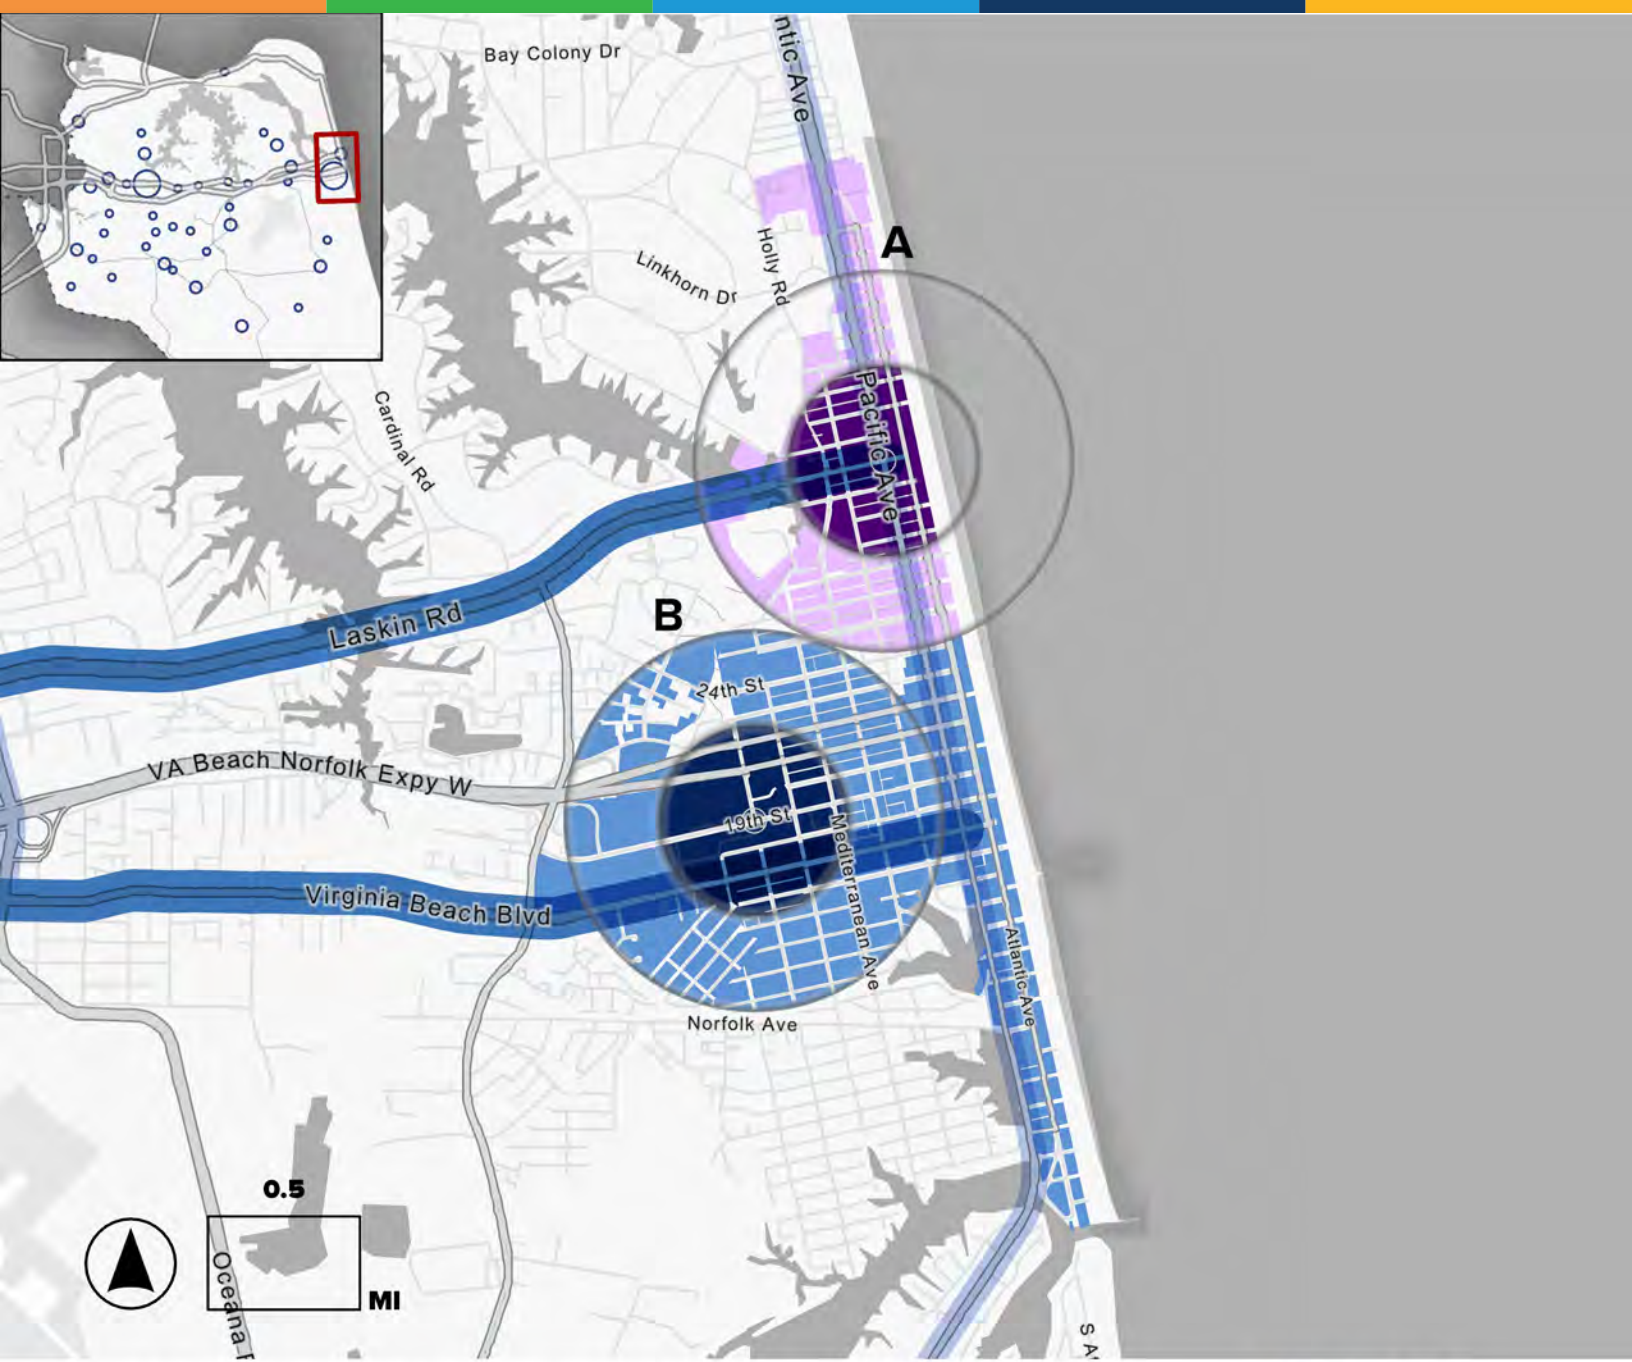 Bay Colony Dr
ntic Ave
Holly Rd
A
Linkhorn Dr
Pacific Ave
Cardinal Rd
Laskin Rd
B
24th St
VA Beach Norfolk Expy W
19th St
Mediterranean Ave
Virginia Beach Blvd
Atlantic Ave
Norfolk Ave
0.5
MI
Oceana
S A